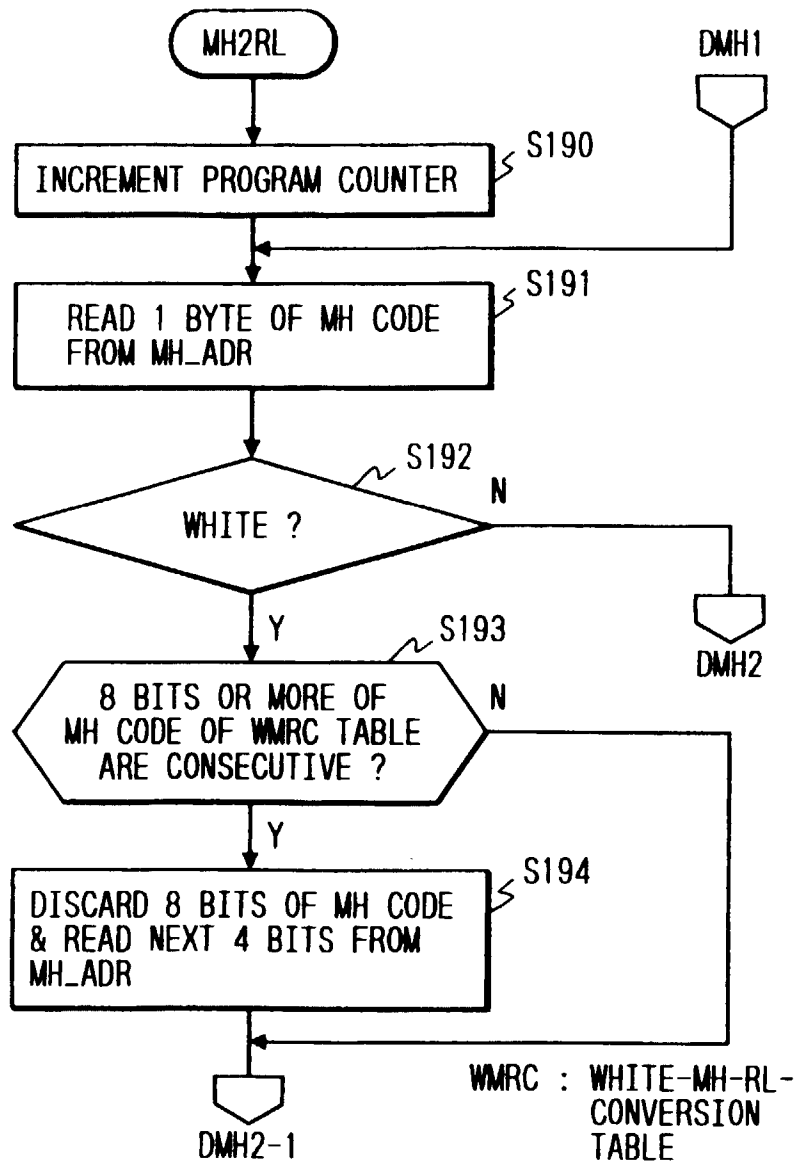 MH2RL
DMH1
S190
INCREMENT PROGRAM COUNTER
S191
READ 1 BYTE OF MH CODE
FROM MH_ADR
S192
WHITE ?
N
Y
DMH2
S193
8 BITS OR MORE OF
MH CODE OF WMRC TABLE
ARE CONSECUTIVE ?
N
Y
S194
DISCARD 8 BITS OF MH CODE
& READ NEXT 4 BITS FROM
MH_ADR
DMH2-1
WMRC : WHITE-MH-RL-
CONVERSION
TABLE